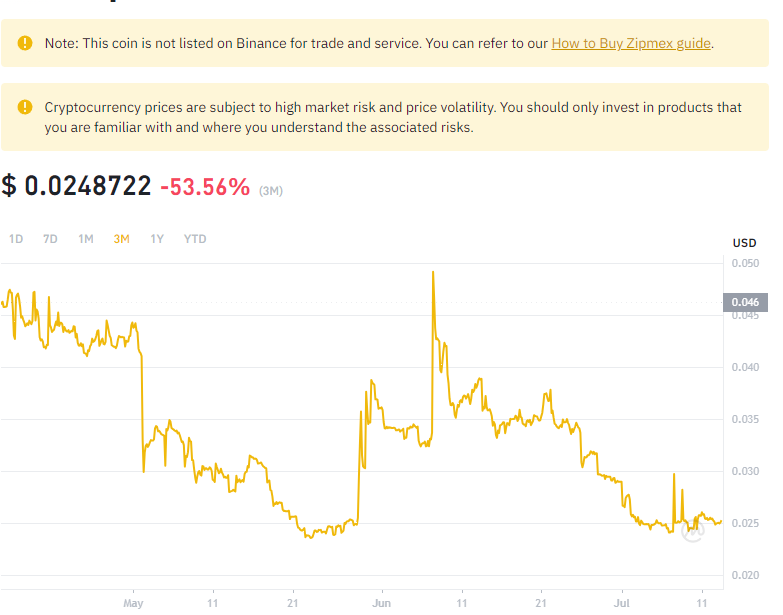 Note: This coin is not listed on Binance for trade and service. You can refer to our How to Buy Zipmex guide.
Cryptocurrency prices are subject to high market risk and price volatility. You should only invest in products that
you are familiar with and where you understand the associated risks.
$ 0.0248722 -53.56% (3M)
1D 7D 1M 3M 1Y YTD
USD
0.050
0.046
0.045
0.040
0.035
0.030
0.025
0.020
May 11 21 Jun 11 21 Jul 11